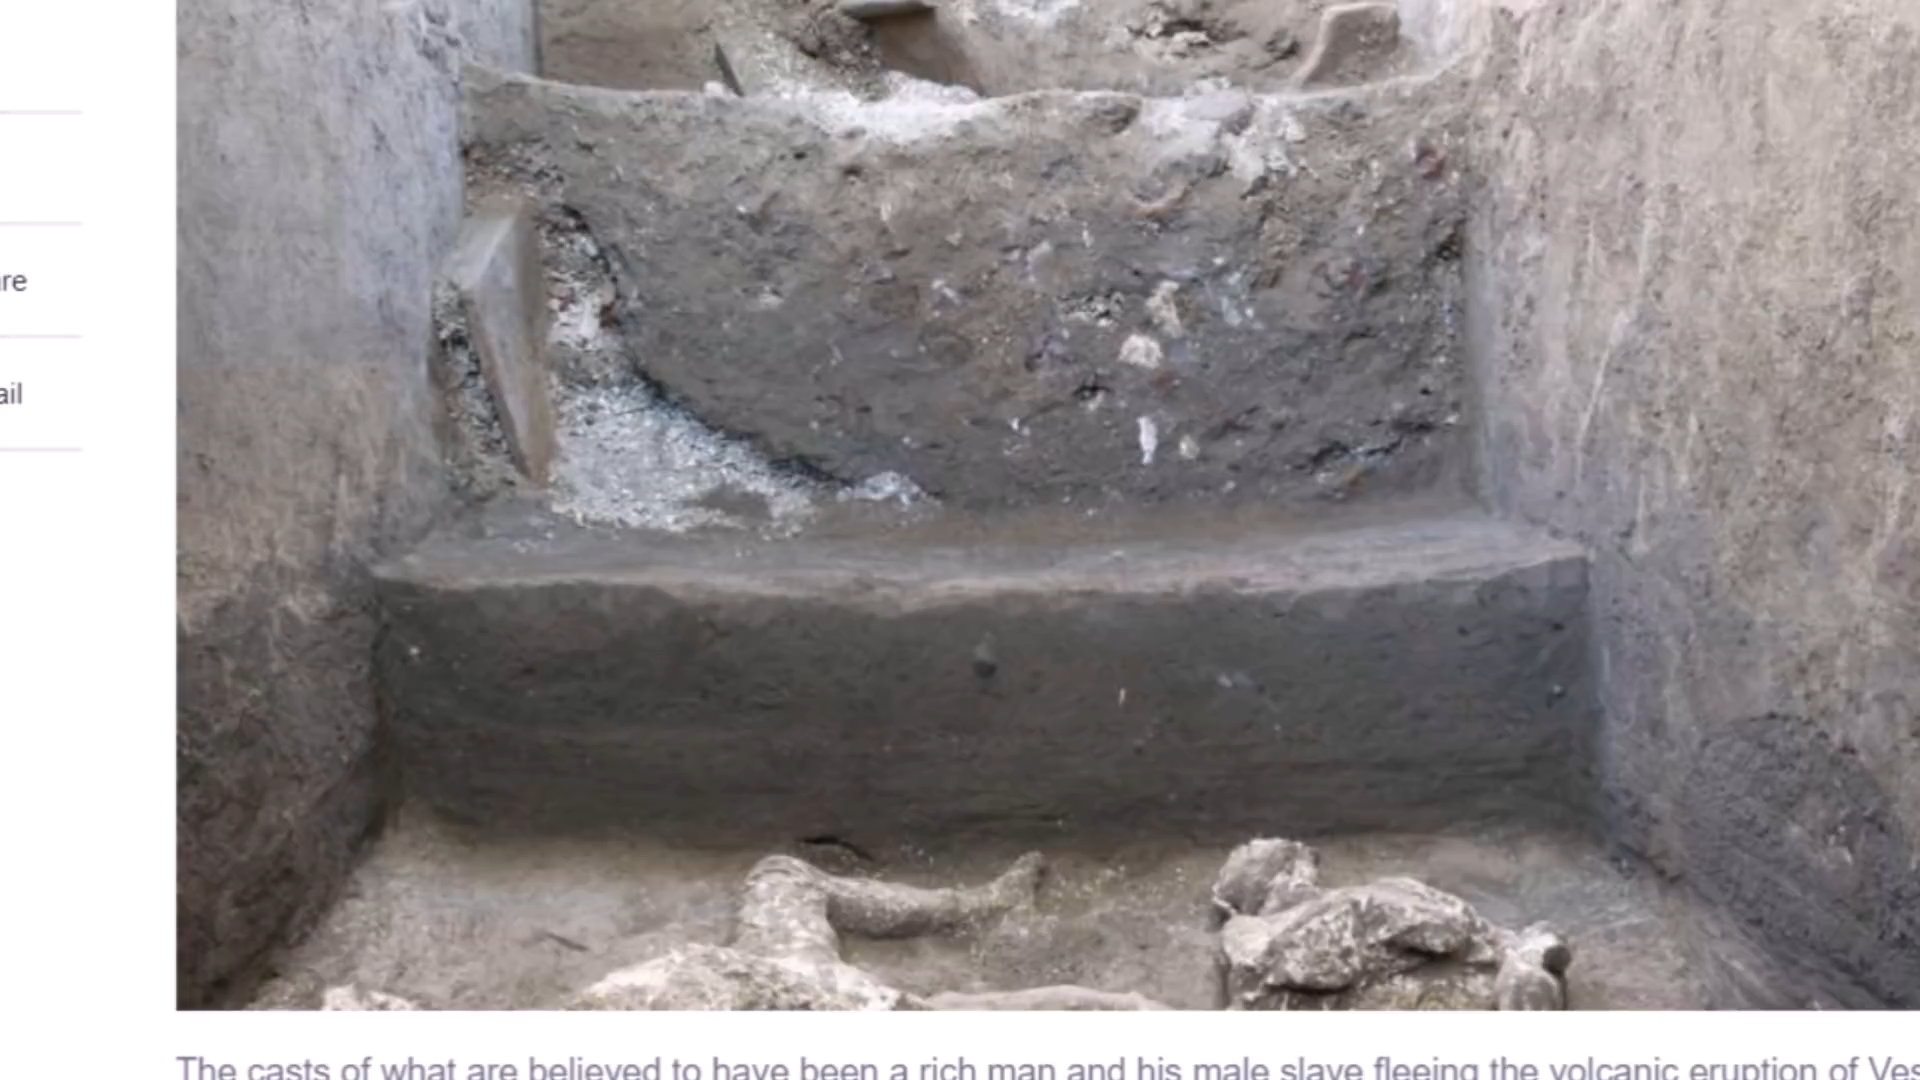 re
ail
The casts of what are believed to have been a rich man and his male slave fleeing the volcanic eruption of Ves